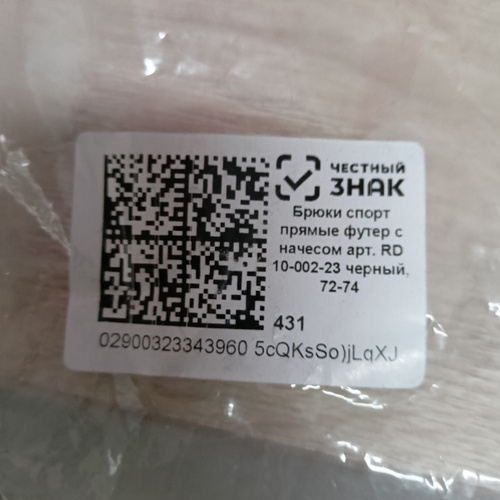 ЧЕСТНЫЙ
ЗНАК
Брюки спорт
прямые футер с
начесом арт. RD
10-002-23 черный,
72-74
431
02900323343960 5cQKsSo)jLqXJ